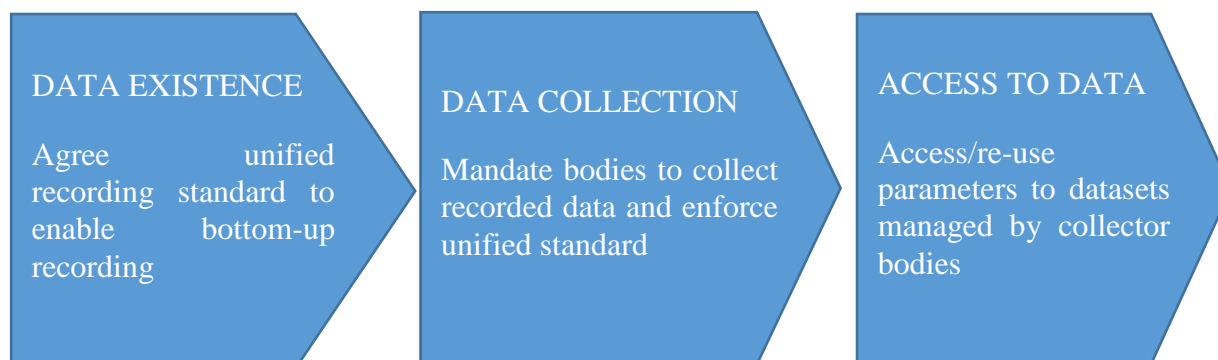 DATA EXISTENCE
Agree unified
recording standard to
enable bottom-up
recording
DATA COLLECTION
Mandate bodies to collect
recorded data and enforce
unified standard
ACCESS TO DATA
Access/re-use
parameters to datasets
managed by collector
bodies